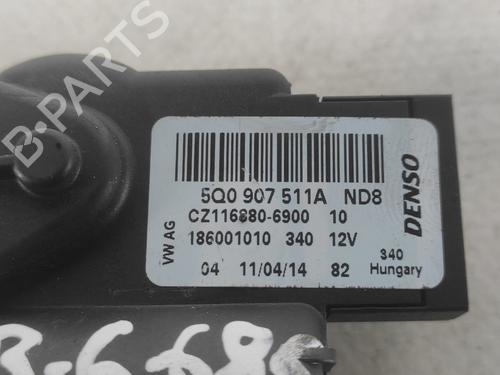 B-PARTS
5Q0 907 511A ND8
CZ116880-6900 10
186001010 340 12V
04 11/04/14 82
VW AG
DENSO
340
Hungary